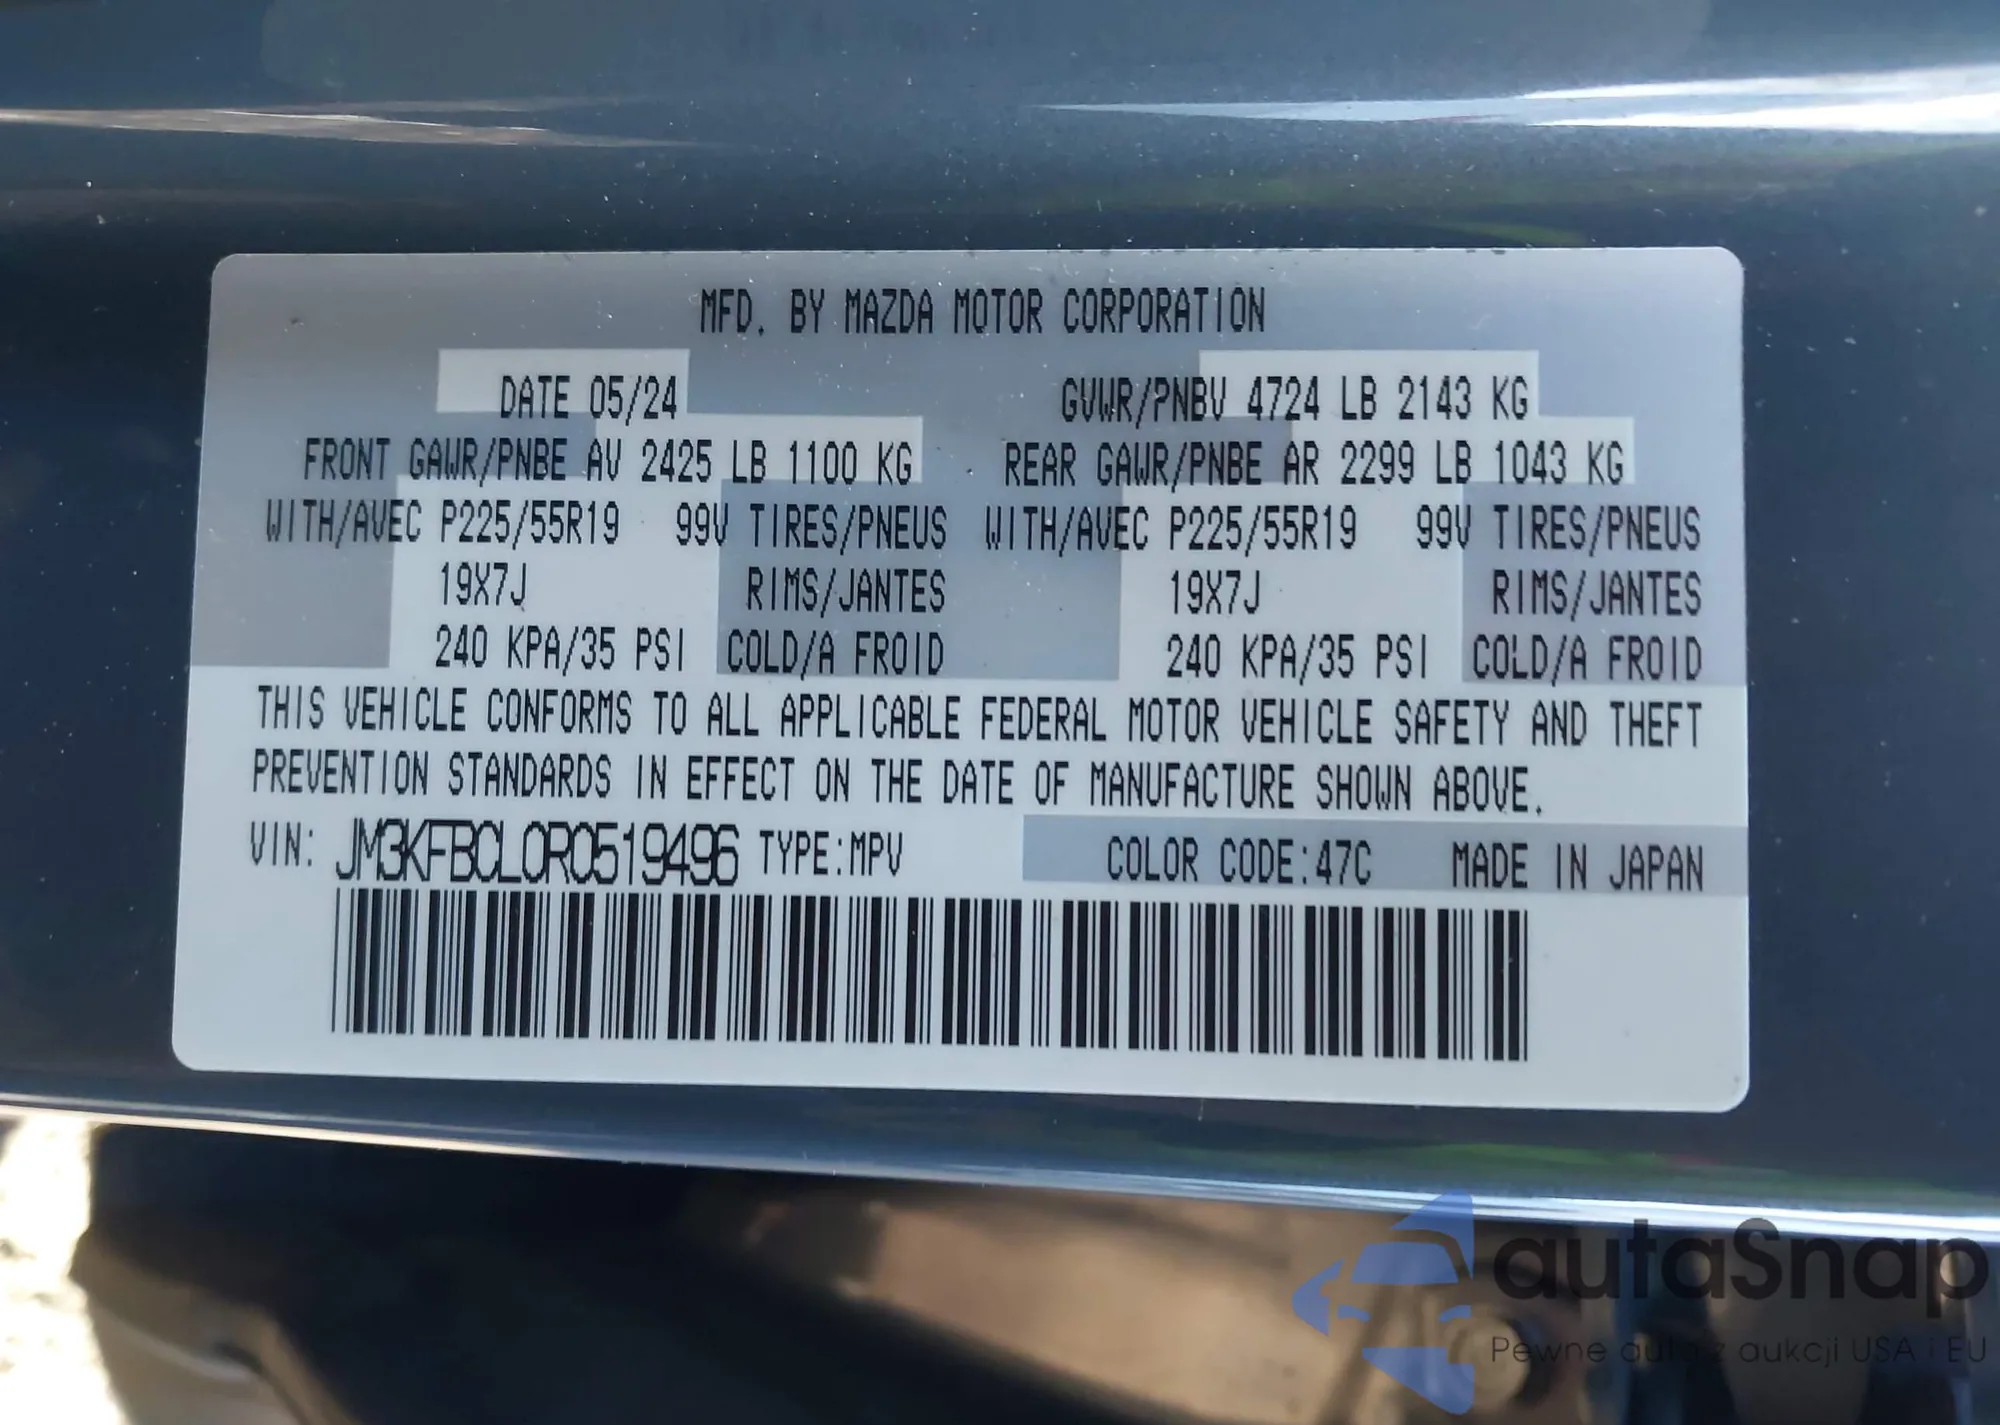 MFD. BY MAZDA MOTOR CORPORATION
DATE 05/24 GVWR/PNBV 4724 LB 2143 KG
FRONT GAWR/PNBE AV 2425 LB 1100 KG REAR GAWR/PNBE AR 2299 LB 1043 KG
WITH/AVEC P225/55R19 99V TIRES/PNEUS WITH/AVEC P225/55R19 99V TIRES/PNEUS
19X7J RIMS/JANTES 19X7J RIMS/JANTES
240 KPA/35 PSI COLD/A FROID 240 KPA/35 PSI COLD/A FROID
THIS VEHICLE CONFORMS TO ALL APPLICABLE FEDERAL MOTOR VEHICLE SAFETY AND THEFT
PREVENTION STANDARDS IN EFFECT ON THE DATE OF MANUFACTURE SHOWN ABOVE.
VIN: JM3KFBCL0R0519496 TYPE:MPV COLOR CODE:47C MADE IN JAPAN
autaSnap
Pewne auto z aukcji USA i EU